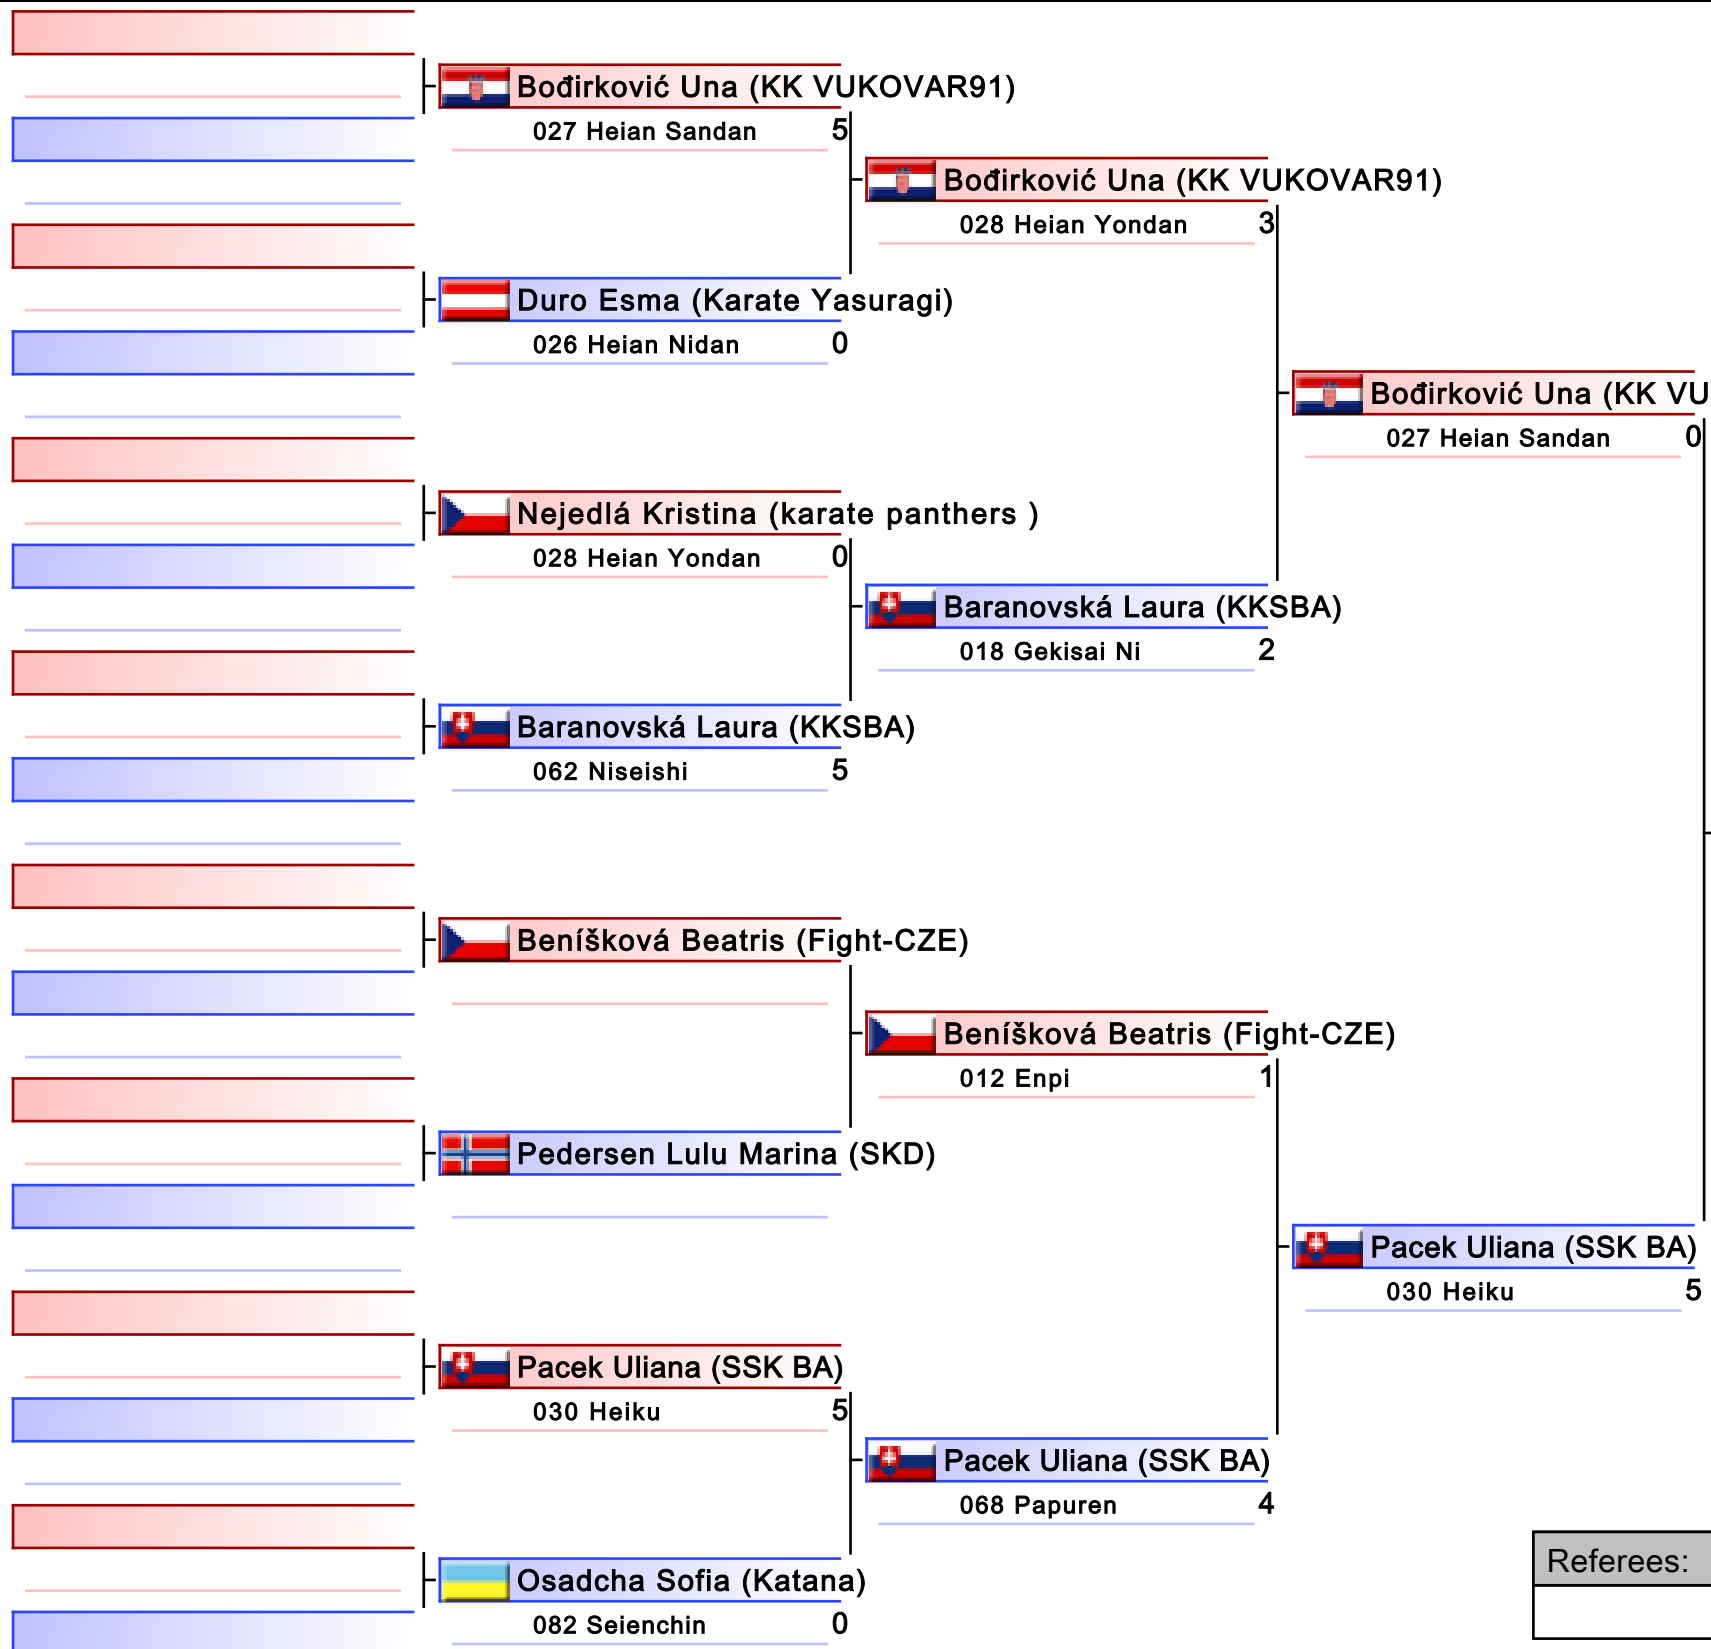 Bođirković Una (KK VUKOVAR91)
027 Heian Sandan 5
Duro Esma (Karate Yasuragi)
026 Heian Nidan 0
Nejedlá Kristina (karate panthers )
028 Heian Yondan 0
Baranovská Laura (KKSBA)
062 Niseishi 5
Beníšková Beatris (Fight-CZE)
Pedersen Lulu Marina (SKD)
Pacek Uliana (SSK BA)
030 Heiku 5
Osadcha Sofia (Katana)
082 Seienchin 0
Bođirković Una (KK VUKOVAR91)
028 Heian Yondan 3
Baranovská Laura (KKSBA)
018 Gekisai Ni 2
Beníšková Beatris (Fight-CZE)
012 Enpi 1
Pacek Uliana (SSK BA)
068 Papuren 4
Bođirković Una (KK VU
027 Heian Sandan 0
Pacek Uliana (SSK BA)
030 Heiku 5
Referees: